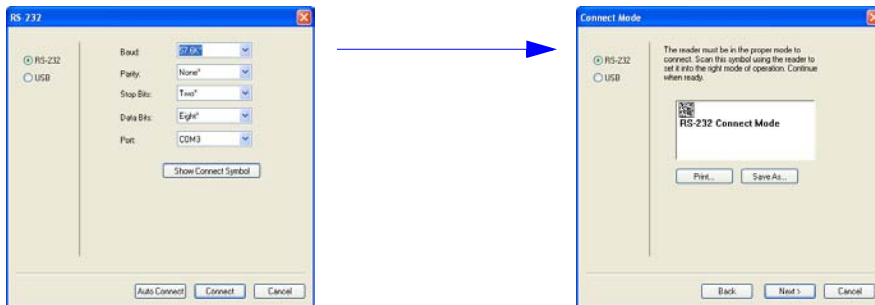 RS-232
RS-232
USB
Baud:
57.6K*
Parity:
None*
Stop Bits:
Two*
Data Bits:
Eight*
Port:
COM3
Show Connect Symbol
Auto Connect
Connect
Cancel
Connect Mode
RS-232
USB
The reader must be in the proper mode to
connect. Scan this symbol using the reader to
set it into the right mode of operation. Continue
when ready.
RS-232 Connect Mode
Print...
Save As...
Back
Next >
Cancel